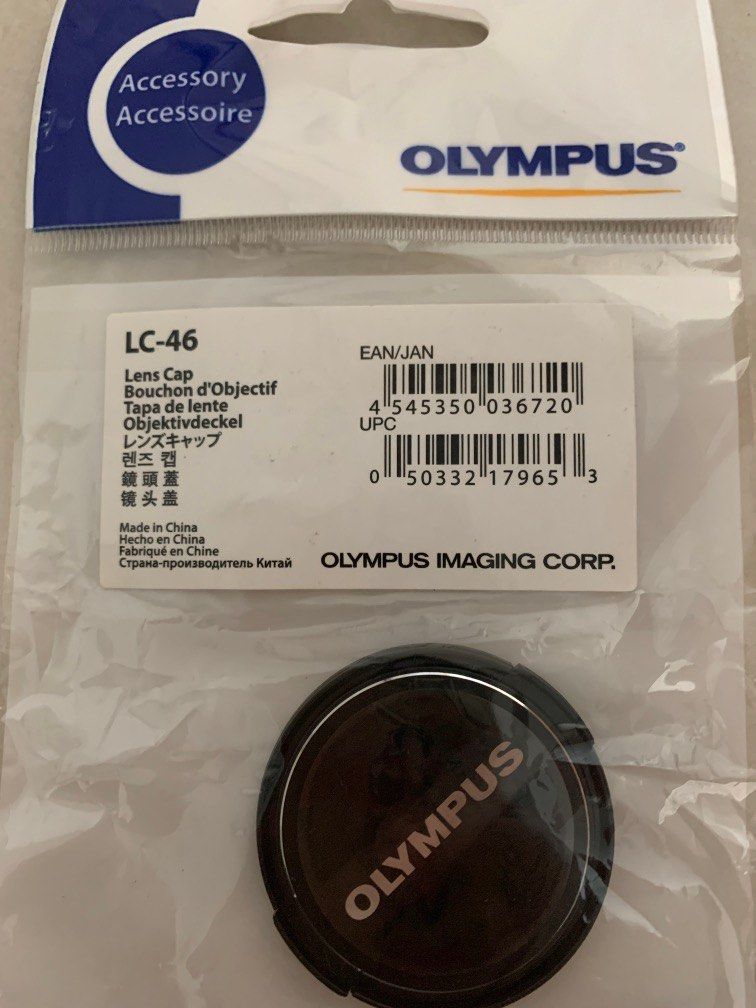 Accessory
Accessoire
OLYMPUS®
LC-46
Lens Cap
Bouchon d'Objectif
Tapa de lente
Objektivdeckel
レンズキャップ
렌즈 캡
鏡頭蓋
镜头盖
Made in China
Hecho en China
Fabriqué en Chine
Страна-производитель Китай
EAN/JAN
4 545350 036720
UPC
0 50332 17965 3
OLYMPUS IMAGING CORP.
OLYMPUS